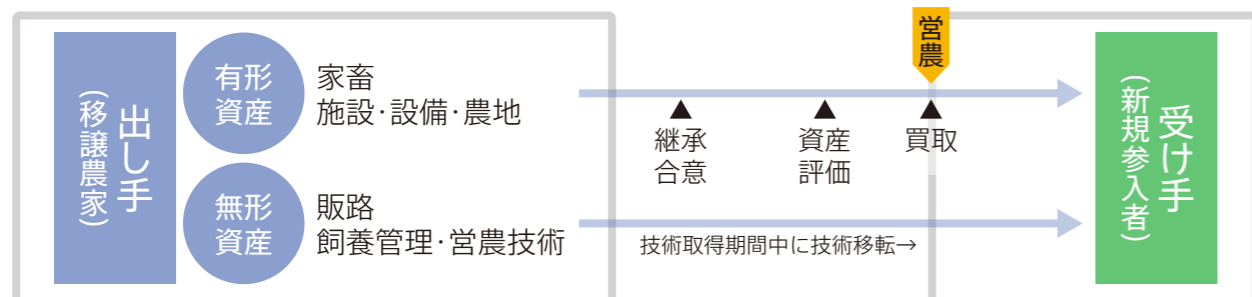 出し手
(移譲農家)
有形
資産
家畜
施設・設備・農地
無形
資産
販路
飼養管理・営農技術
継承
合意
資産
評価
営農
買取
技術取得期間中に技術移転→
受け手
(新規参入者)